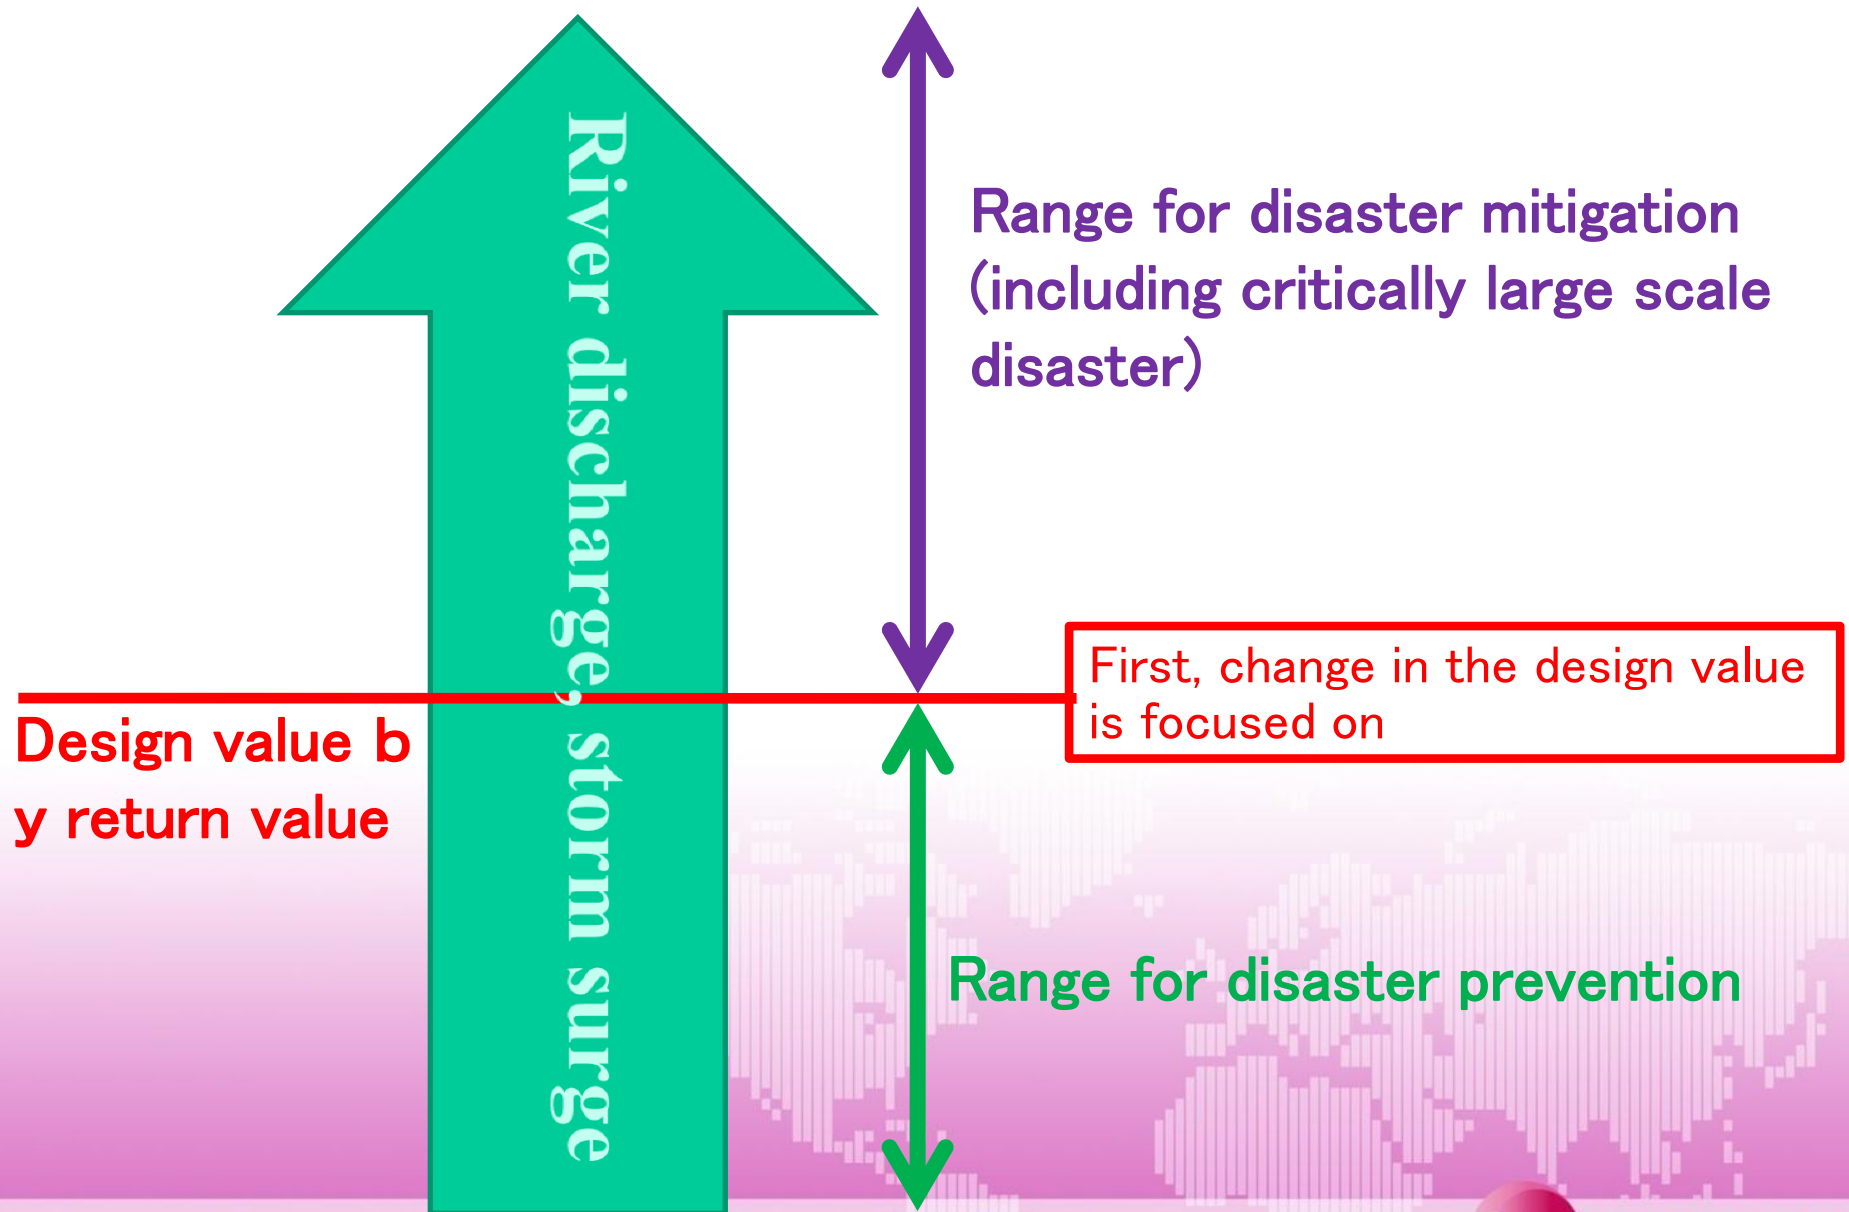 River discharge, storm surge
Range for disaster mitigation
(including critically large scale
disaster)
First, change in the design value
is focused on
Design value b
y return value
Range for disaster prevention